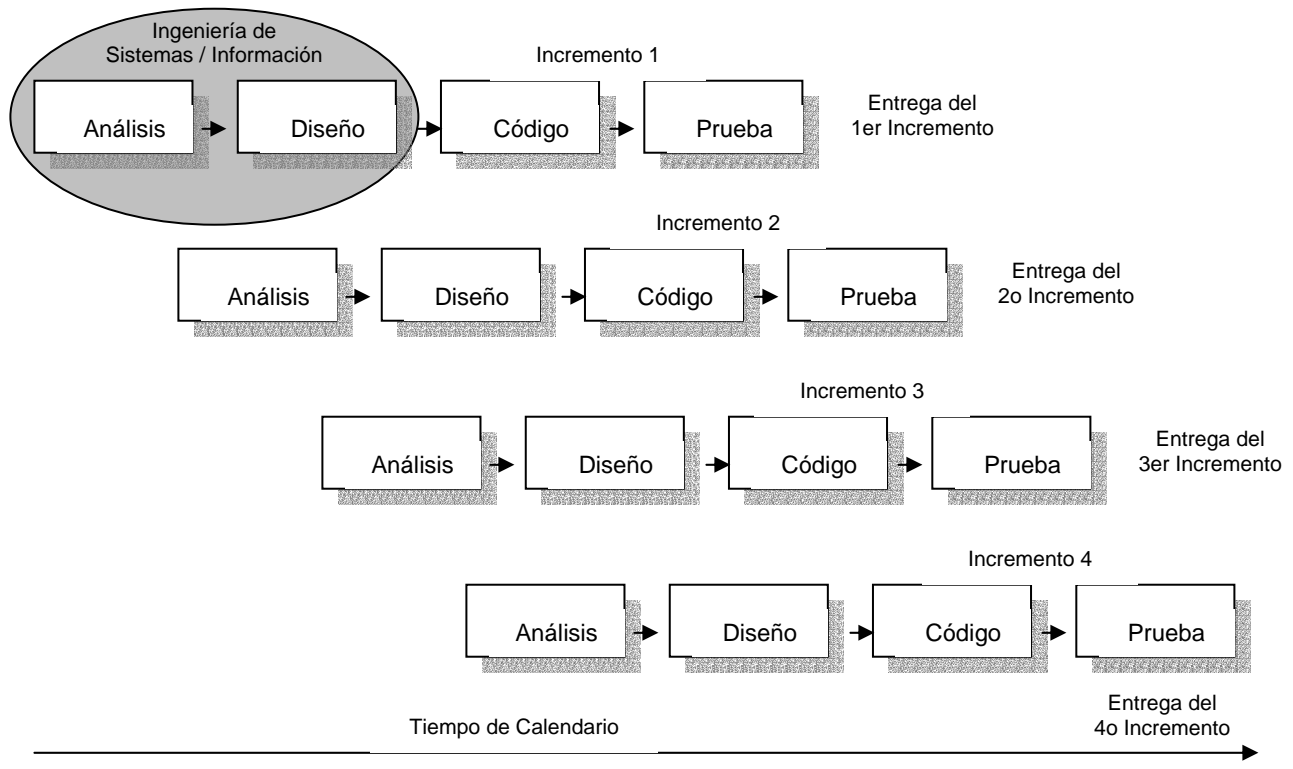 Ingeniería de
Sistemas / Información
Incremento 1
Análisis
Diseño
Código
Prueba
Entrega del
1er Incremento
Incremento 2
Análisis
Diseño
Código
Prueba
Entrega del
2o Incremento
Incremento 3
Análisis
Diseño
Código
Prueba
Entrega del
3er Incremento
Incremento 4
Análisis
Diseño
Código
Prueba
Entrega del
4o Incremento
Tiempo de Calendario